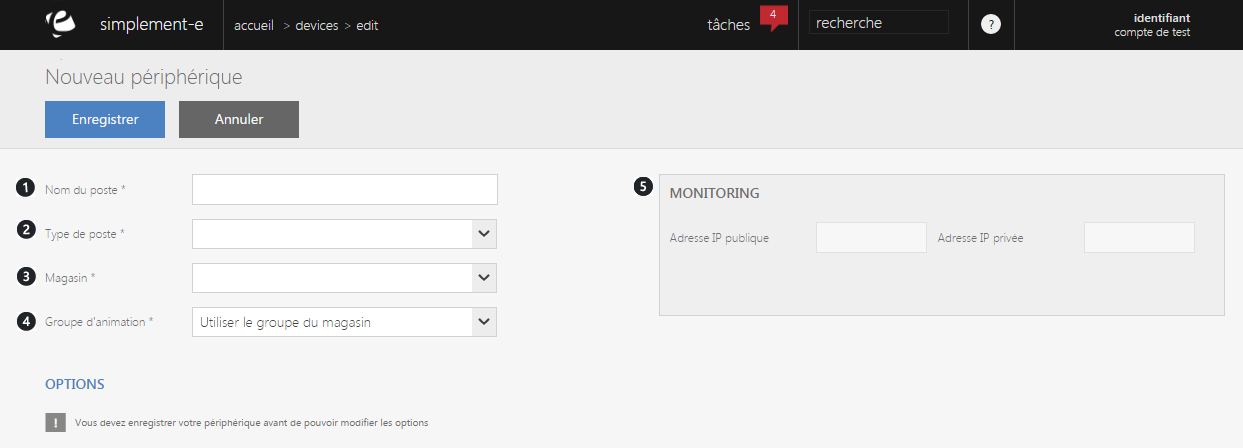 simplement-e
accueil > devices > edit
tâches
4
recherche
?
identifiant
compte de test
Nouveau périphérique
Enregistrer
Annuler
1 Nom du poste *
2 Type de poste *
3 Magasin *
4 Groupe d'animation *
Utiliser le groupe du magasin
5
MONITORING
Adresse IP publique
Adresse IP privée
OPTIONS
! Vous devez enregistrer votre périphérique avant de pouvoir modifier les options